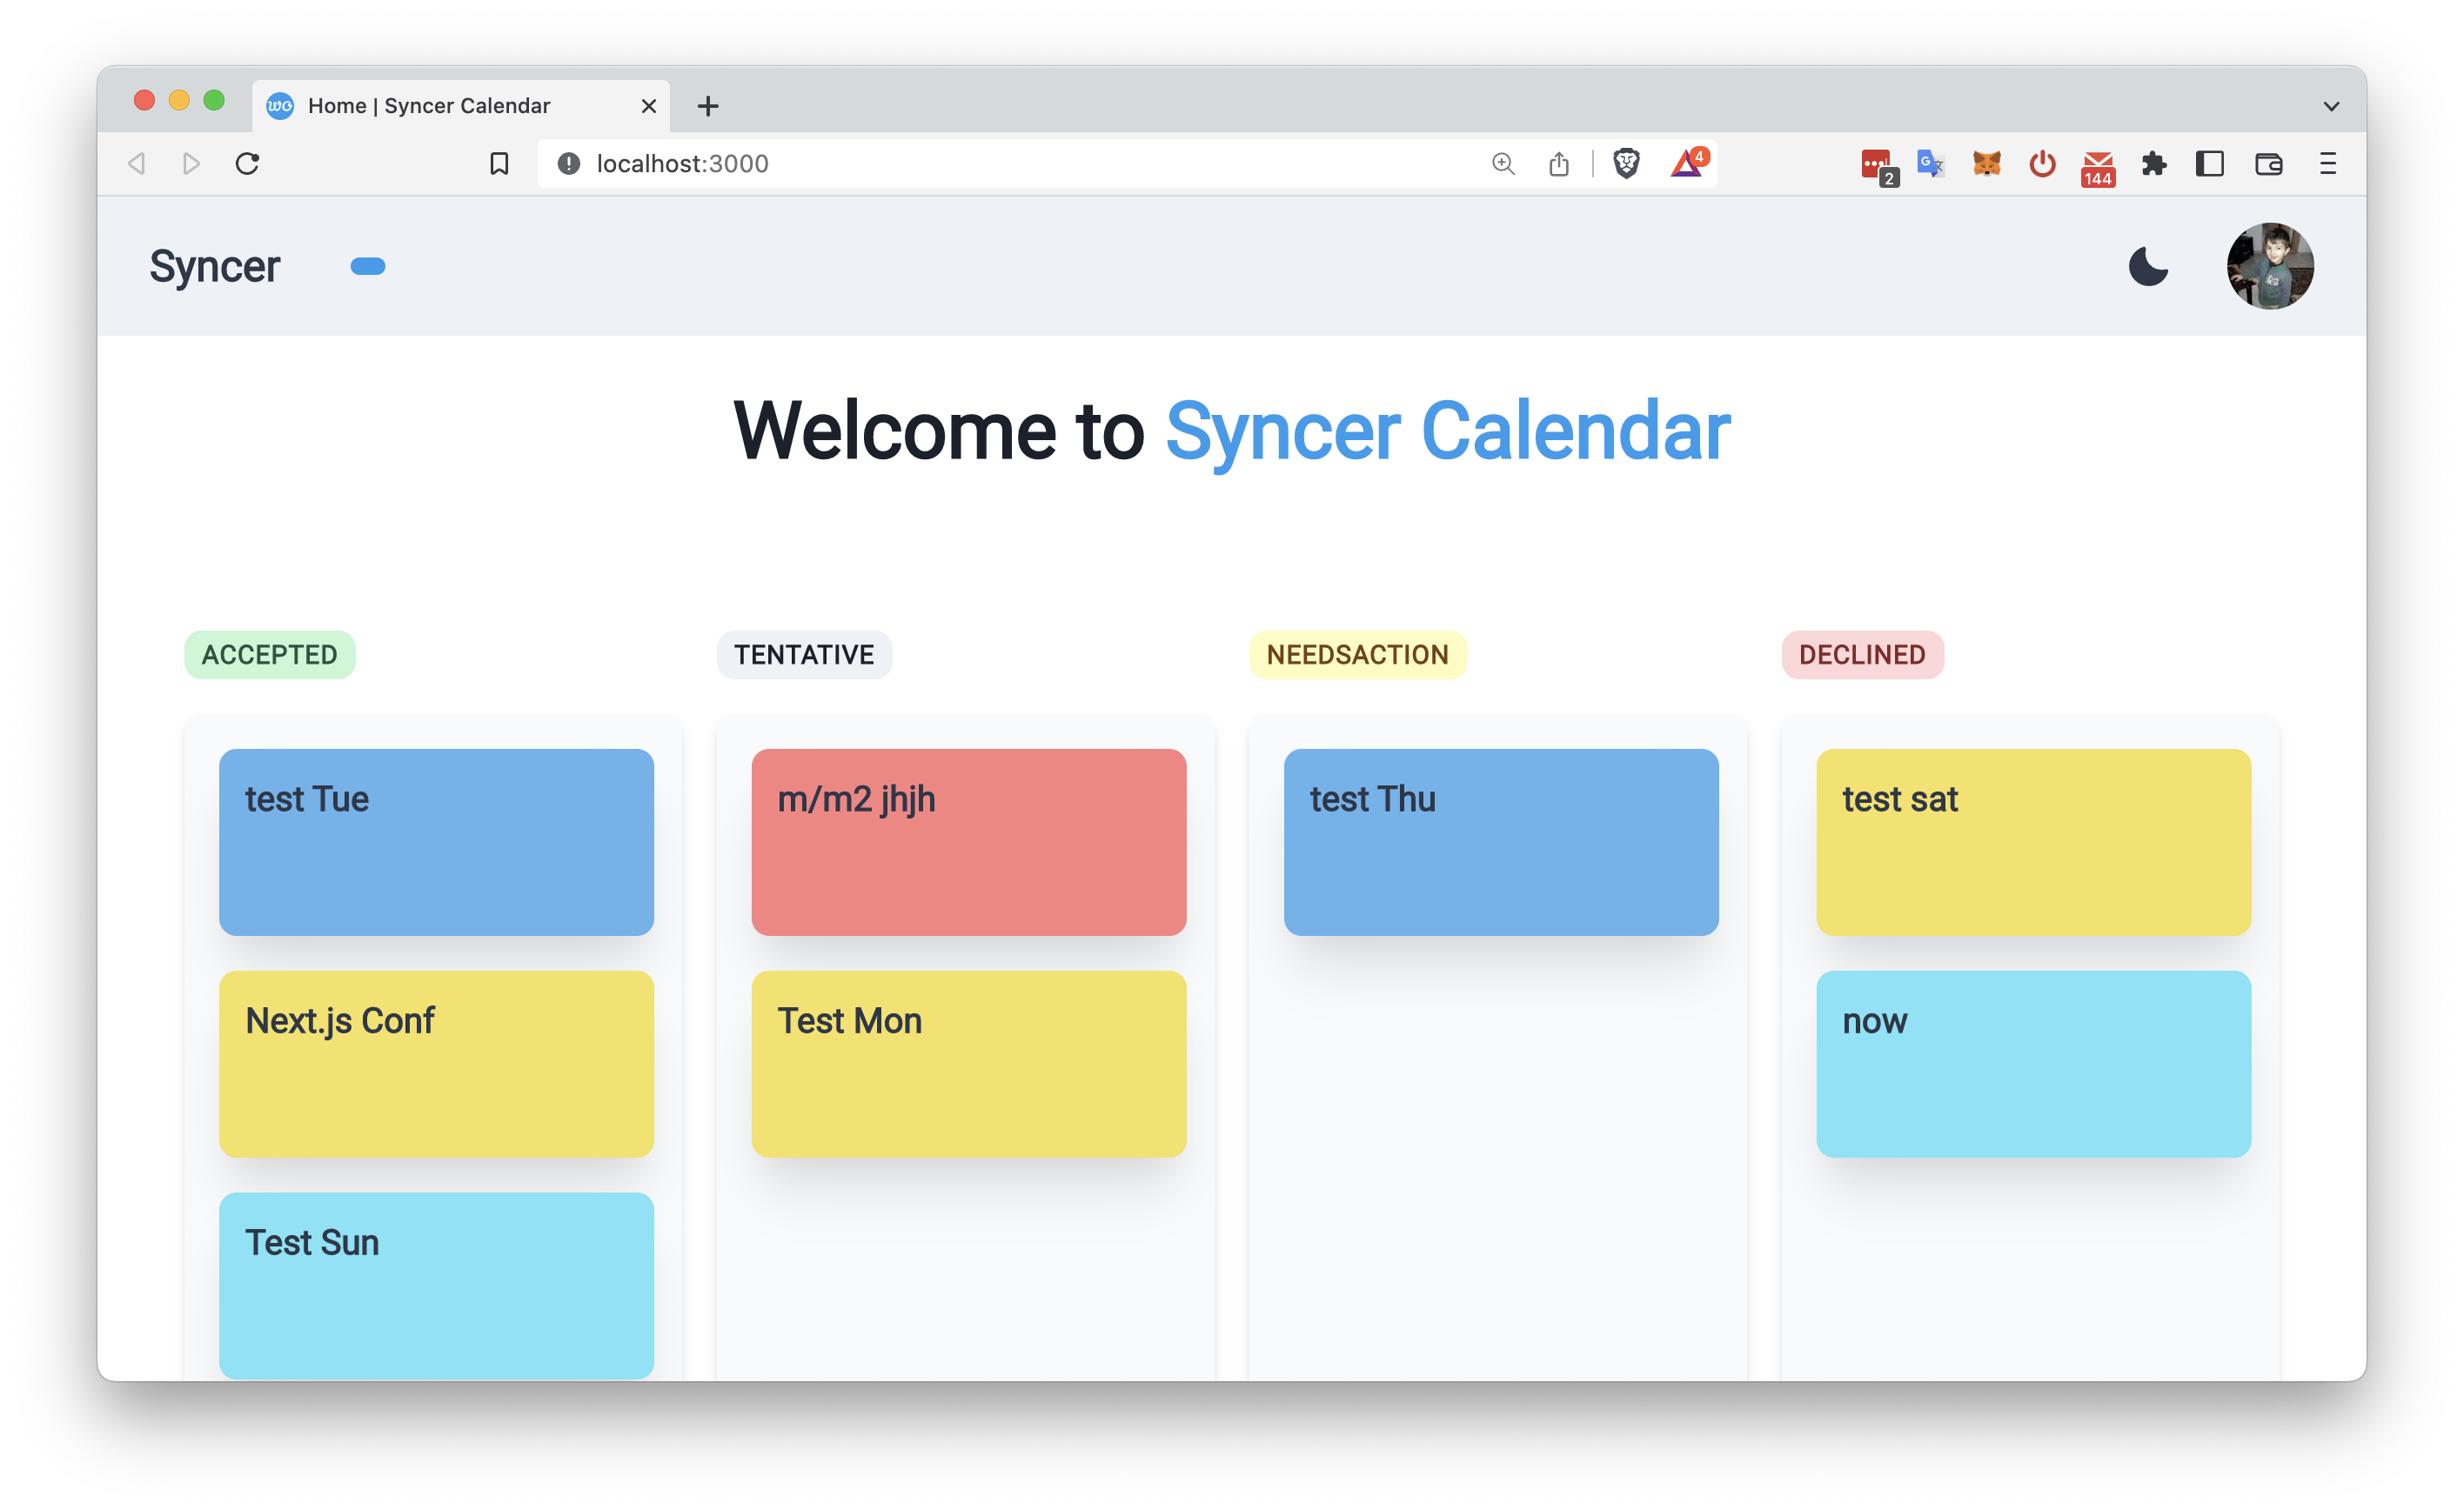 wo Home | Syncer Calendar
localhost:3000
4
2
G
144
Syncer
Welcome to Syncer Calendar
ACCEPTED
TENTATIVE
NEEDSACTION
DECLINED
test Tue
m/m2 jhjh
test Thu
test sat
Next.js Conf
Test Mon
now
Test Sun